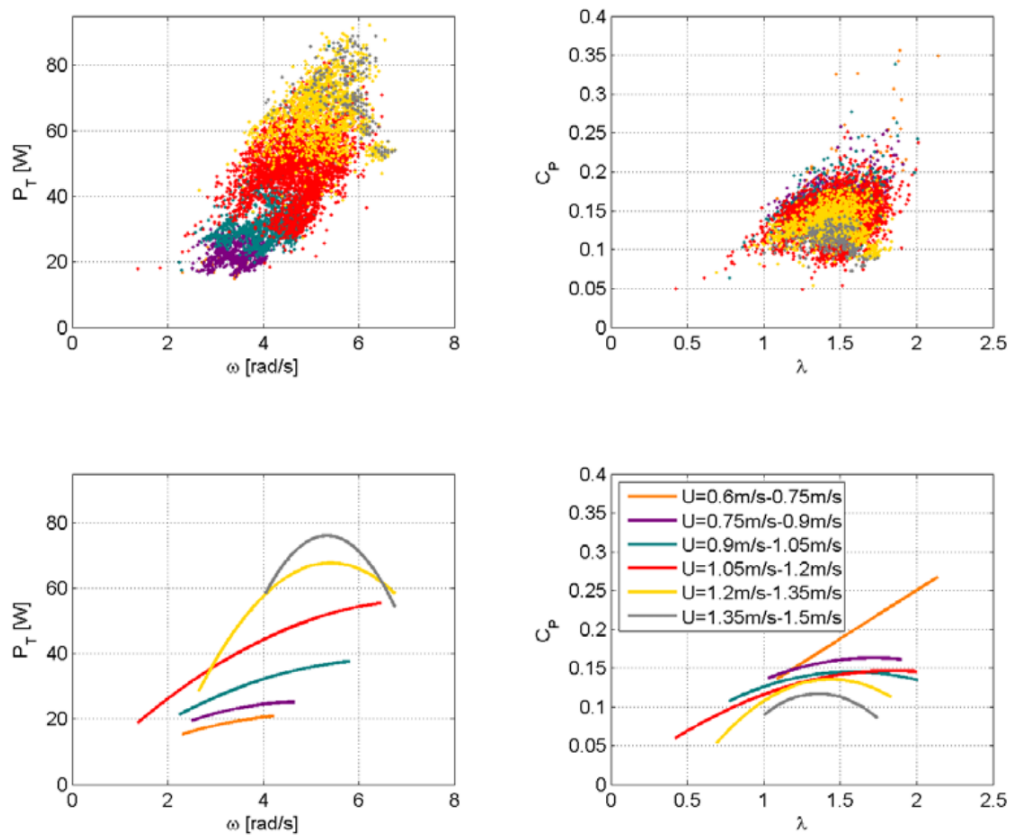 80
60
40
20
0
P_T [W]
0 2 4 6 8
ω [rad/s]
0.4
0.35
0.3
0.25
0.2
0.15
0.1
0.05
0
C_P
0 0.5 1 1.5 2 2.5
λ
80
60
40
20
0
P_T [W]
0 2 4 6 8
ω [rad/s]
0.4
0.35
0.3
0.25
0.2
0.15
0.1
0.05
0
C_P
U=0.6m/s-0.75m/s
U=0.75m/s-0.9m/s
U=0.9m/s-1.05m/s
U=1.05m/s-1.2m/s
U=1.2m/s-1.35m/s
U=1.35m/s-1.5m/s
0 0.5 1 1.5 2 2.5
λ